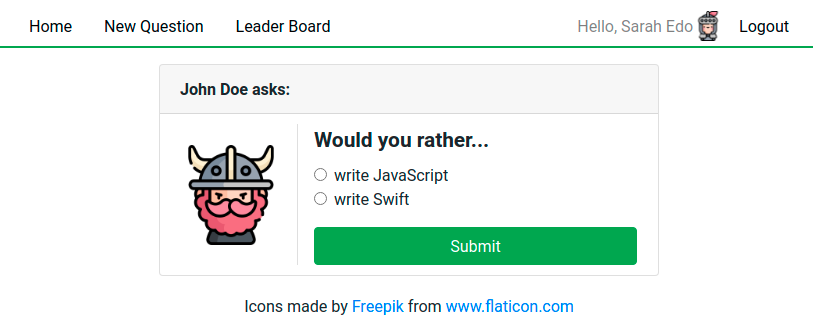 Home New Question Leader Board Hello, Sarah Edo Logout
John Doe asks:
Would you rather...
write JavaScript
write Swift
Submit
Icons made by Freepik from www.flaticon.com